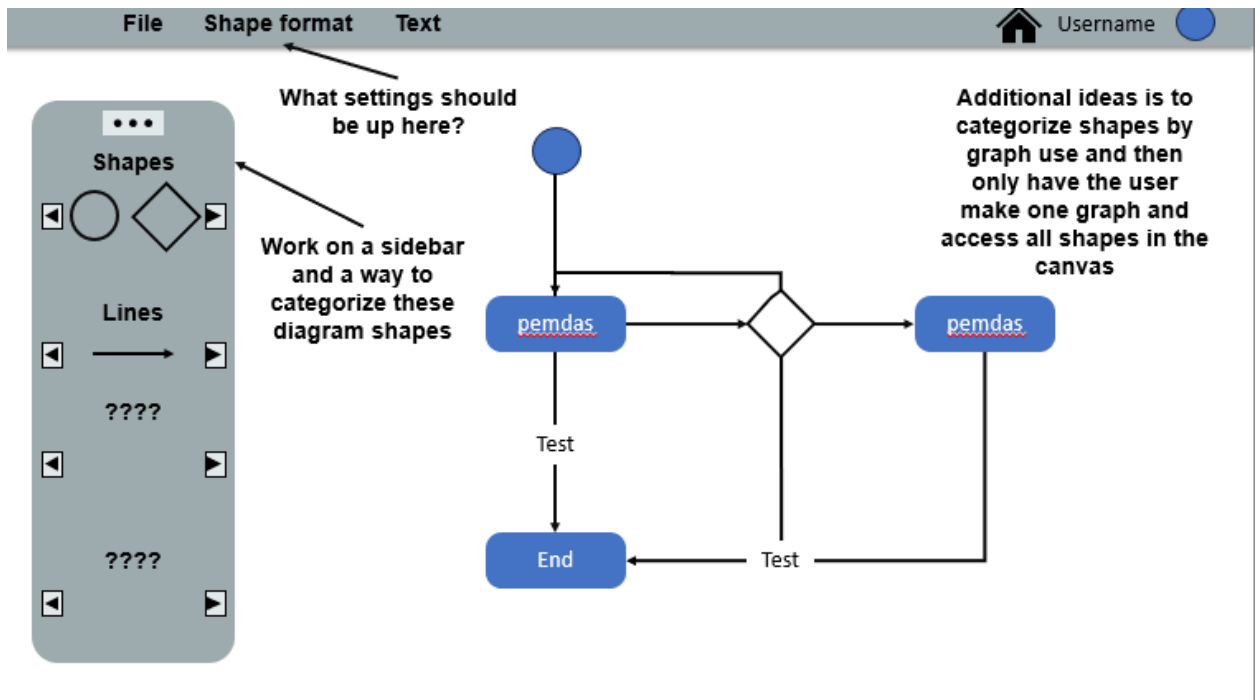 File
Shape format
Text
Username
What settings should
be up here?
Additional ideas is to
categorize shapes by
graph use and then
only have the user
make one graph and
access all shapes in the
canvas
Shapes
Work on a sidebar
and a way to
categorize these
diagram shapes
Lines
????
????
pemdas
pemdas
Test
End
Test